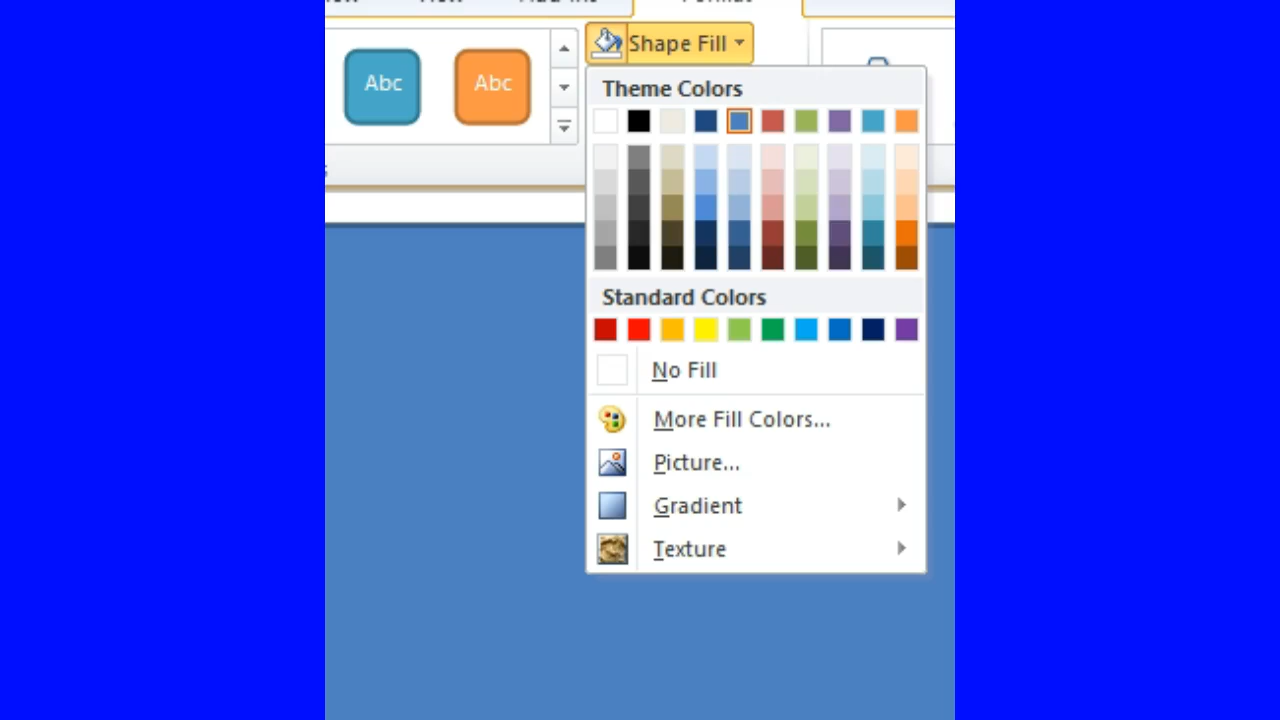 Shape Fill
Abc Abc
Theme Colors
Standard Colors
No Fill
More Fill Colors...
Picture...
Gradient
Texture